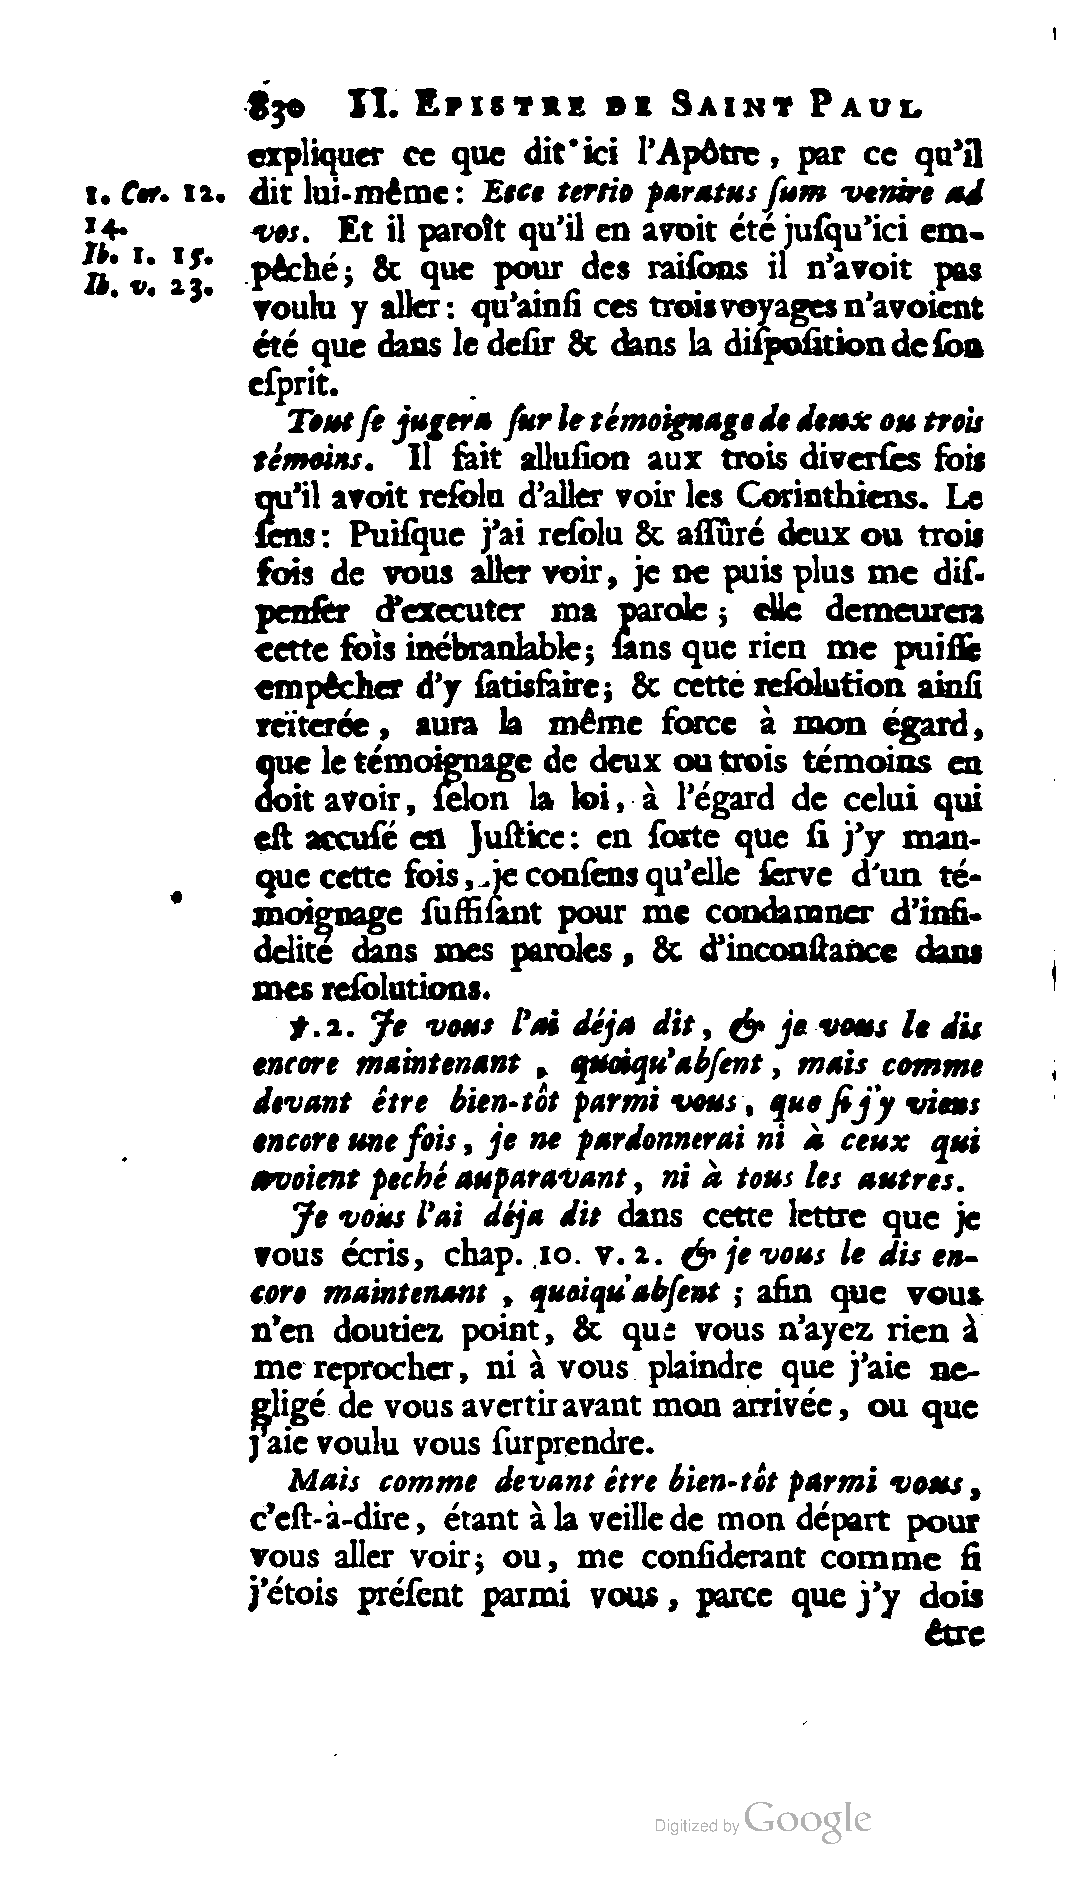 830 II. EPISTRE DE SAINT PAUL
expliquer ce que dit ici l'Apôtre, par ce qu'il
1. Cor. 12. dit lui-même: Ecce tertio paratus ſum venire ad
14. vos. Et il paroît qu'il en avoit été juſqu'ici em-
Ib. 1. 15. pêché; & que pour des raiſons il n'avoit pas
Ib. v. 23. voulu y aller: qu'ainſi ces trois voyages n'avoient
été que dans le deſir & dans la diſpoſition de ſon
eſprit.
Tout ſe jugera ſur le témoignage de deux ou trois
témoins. Il fait alluſion aux trois diverſes fois
qu'il avoit reſolu d'aller voir les Corinthiens. Le
ſens: Puiſque j'ai reſolu & aſſûré deux ou trois
fois de vous aller voir, je ne puis plus me diſ-
penſer d'executer ma parole; elle demeurera
cette fois inébranlable; ſans que rien me puiſſe
empêcher d'y ſatisfaire; & cette reſolution ainſi
reïterée, aura la même force à mon égard,
que le témoignage de deux ou trois témoins en
doit avoir, ſelon la loi, à l'égard de celui qui
eſt accuſé en Juſtice: en ſorte que ſi j'y man-
que cette fois, je conſens qu'elle ſerve d'un té-
moignage ſuffiſant pour me condamner d'infi-
delité dans mes paroles, & d'inconſtance dans
mes reſolutions.
℣. 2. Je vous l'ai déja dit, & je vous le dis
encore maintenant, quoiqu'abſent, mais comme
devant être bien-tôt parmi vous, que ſi j'y viens
encore une fois, je ne pardonnerai ni à ceux qui
avoient peché auparavant, ni à tous les autres.
Je vous l'ai déja dit dans cette lettre que je
vous écris, chap. 10. v. 2. & je vous le dis en-
core maintenant, quoiqu'abſent; afin que vous
n'en doutiez point, & que vous n'ayez rien à
me reprocher, ni à vous plaindre que j'aie ne-
gligé de vous avertir avant mon arrivée, ou que
j'aie voulu vous ſurprendre.
Mais comme devant être bien-tôt parmi vous,
c'eſt-à-dire, étant à la veille de mon départ pour
vous aller voir; ou, me conſiderant comme ſi
j'étois préſent parmi vous, parce que j'y dois
être
Digitized by Google